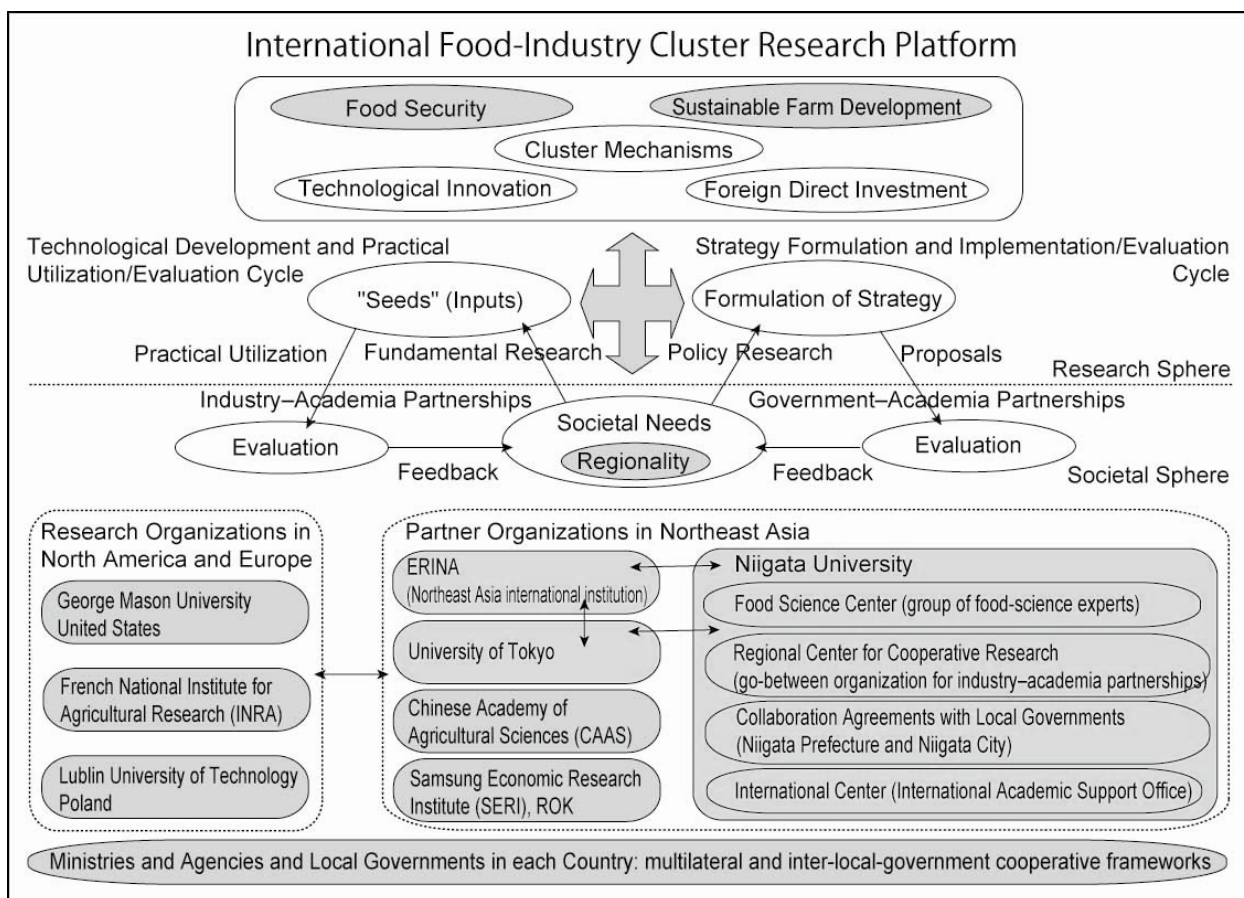 International Food-Industry Cluster Research Platform
Food Security
Sustainable Farm Development
Cluster Mechanisms
Technological Innovation
Foreign Direct Investment
Technological Development and Practical
Utilization/Evaluation Cycle
Strategy Formulation and Implementation/Evaluation
Cycle
"Seeds" (Inputs)
Formulation of Strategy
Practical Utilization
Fundamental Research
Policy Research
Proposals
Research Sphere
Industry–Academia Partnerships
Government–Academia Partnerships
Evaluation
Societal Needs
Regionality
Evaluation
Feedback
Feedback
Societal Sphere
Research Organizations in
North America and Europe
George Mason University
United States
French National Institute for
Agricultural Research (INRA)
Lublin University of Technology
Poland
Partner Organizations in Northeast Asia
ERINA
(Northeast Asia international institution)
University of Tokyo
Chinese Academy of
Agricultural Sciences (CAAS)
Samsung Economic Research
Institute (SERI), ROK
Niigata University
Food Science Center (group of food-science experts)
Regional Center for Cooperative Research
(go-between organization for industry–academia partnerships)
Collaboration Agreements with Local Governments
(Niigata Prefecture and Niigata City)
International Center (International Academic Support Office)
Ministries and Agencies and Local Governments in each Country: multilateral and inter-local-government cooperative frameworks